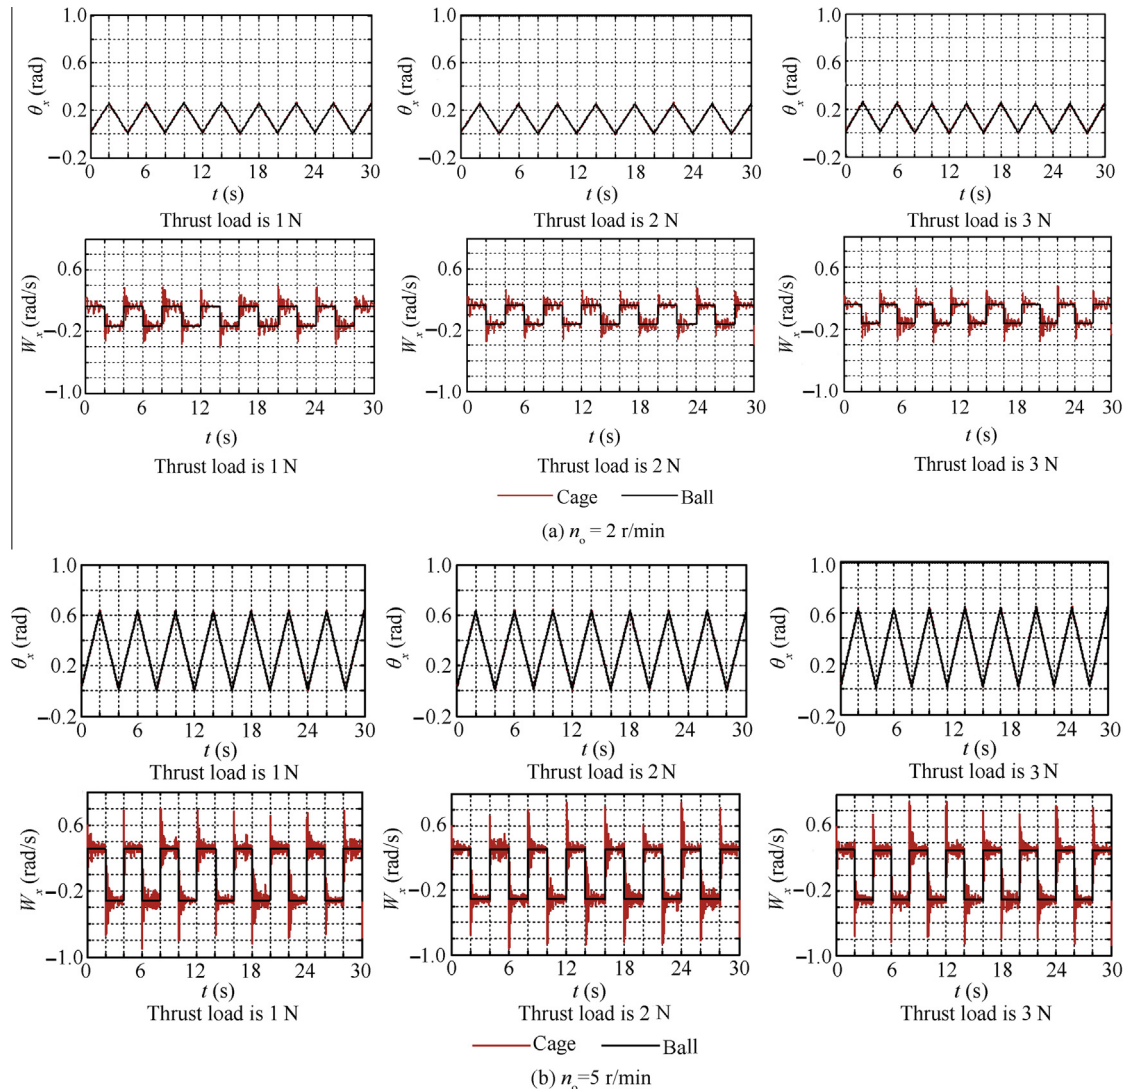 1.0
0.6
0.2
−0.2
θx (rad)
0 6 12 18 24 30
t (s)
Thrust load is 1 N
1.0
0.6
0.2
−0.2
θx (rad)
0 6 12 18 24 30
t (s)
Thrust load is 2 N
1.0
0.6
0.2
−0.2
θx (rad)
0 6 12 18 24 30
t (s)
Thrust load is 3 N
0.6
−0.2
−1.0
Wx (rad/s)
0 6 12 18 24 30
t (s)
Thrust load is 1 N
0.6
−0.2
−1.0
Wx (rad/s)
0 6 12 18 24 30
t (s)
Thrust load is 2 N
0.6
−0.2
−1.0
Wx (rad/s)
0 6 12 18 24 30
t (s)
Thrust load is 3 N
Cage Ball
(a) no = 2 r/min
1.0
0.6
0.2
−0.2
θx (rad)
0 6 12 18 24 30
t (s)
Thrust load is 1 N
1.0
0.6
0.2
−0.2
θx (rad)
0 6 12 18 24 30
t (s)
Thrust load is 2 N
1.0
0.6
0.2
−0.2
θx (rad)
0 6 12 18 24 30
t (s)
Thrust load is 3 N
0.6
−0.2
−1.0
Wx (rad/s)
0 6 12 18 24 30
t (s)
Thrust load is 1 N
0.6
−0.2
−1.0
Wx (rad/s)
0 6 12 18 24 30
t (s)
Thrust load is 2 N
0.6
−0.2
−1.0
Wx (rad/s)
0 6 12 18 24 30
t (s)
Thrust load is 3 N
Cage Ball
(b) no=5 r/min